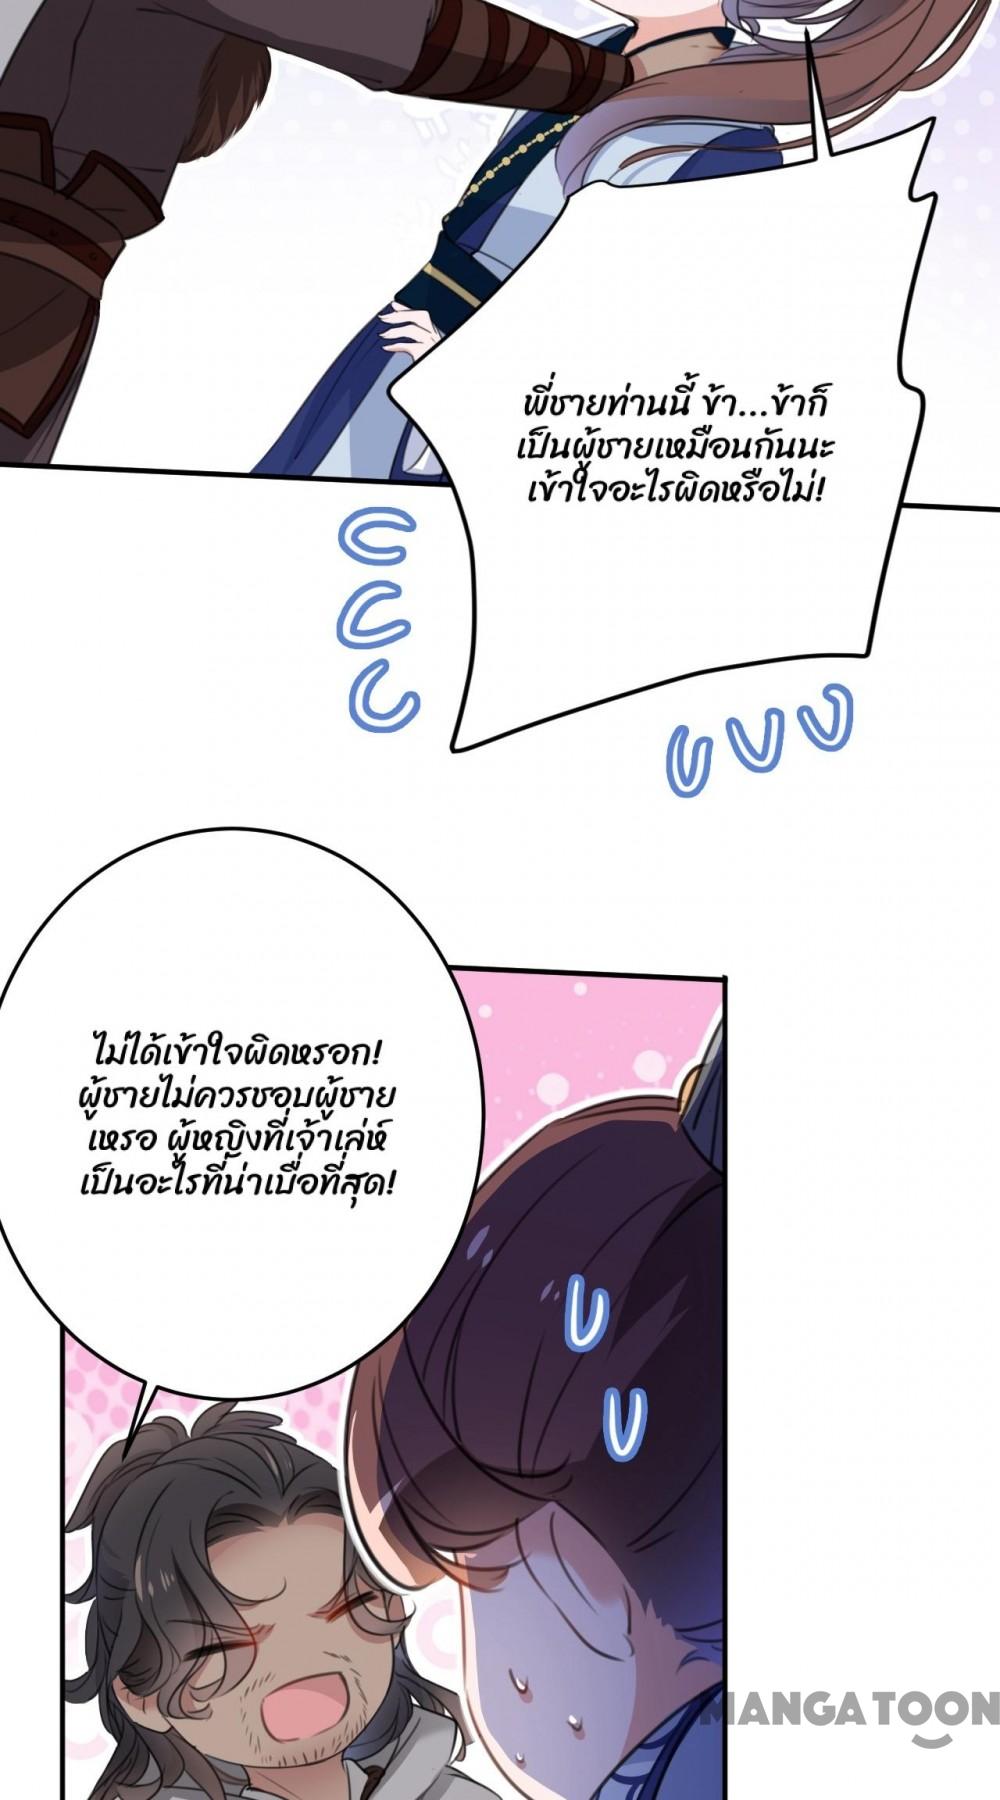 พี่ชายท่านนี้ ข้า...ข้าก็
เป็นผู้ชายเหมือนกันนะ
เข้าใจอะไรผิดหรือไม่!
ไม่ได้เข้าใจผิดหรอก!
ผู้ชายไม่ควรชอบผู้ชาย
เหรอ ผู้หญิงที่เจ้าเล่ห์
เป็นอะไรที่น่าเบื่อที่สุด!
MANGATOON